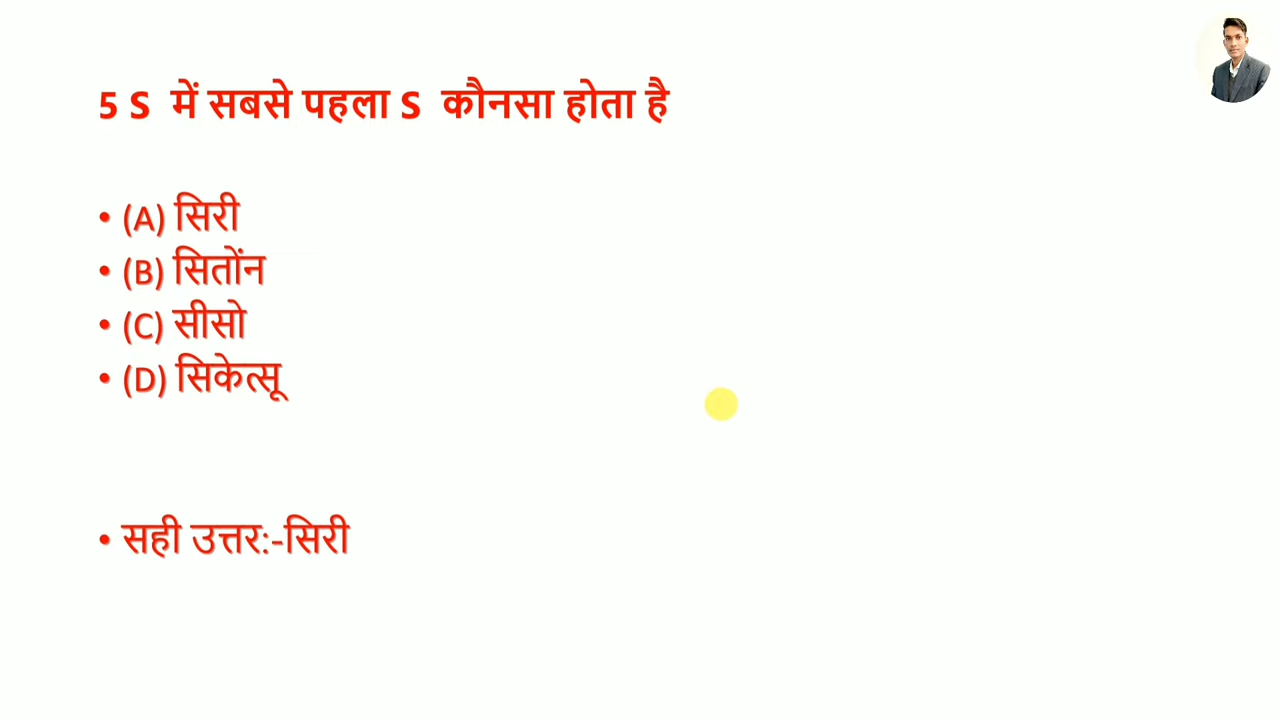 5 S में सबसे पहला S कौनसा होता है
• (A) सिरी
• (B) सितोंन
• (C) सीसो
• (D) सिकेत्सू
• सही उत्तर:-सिरी